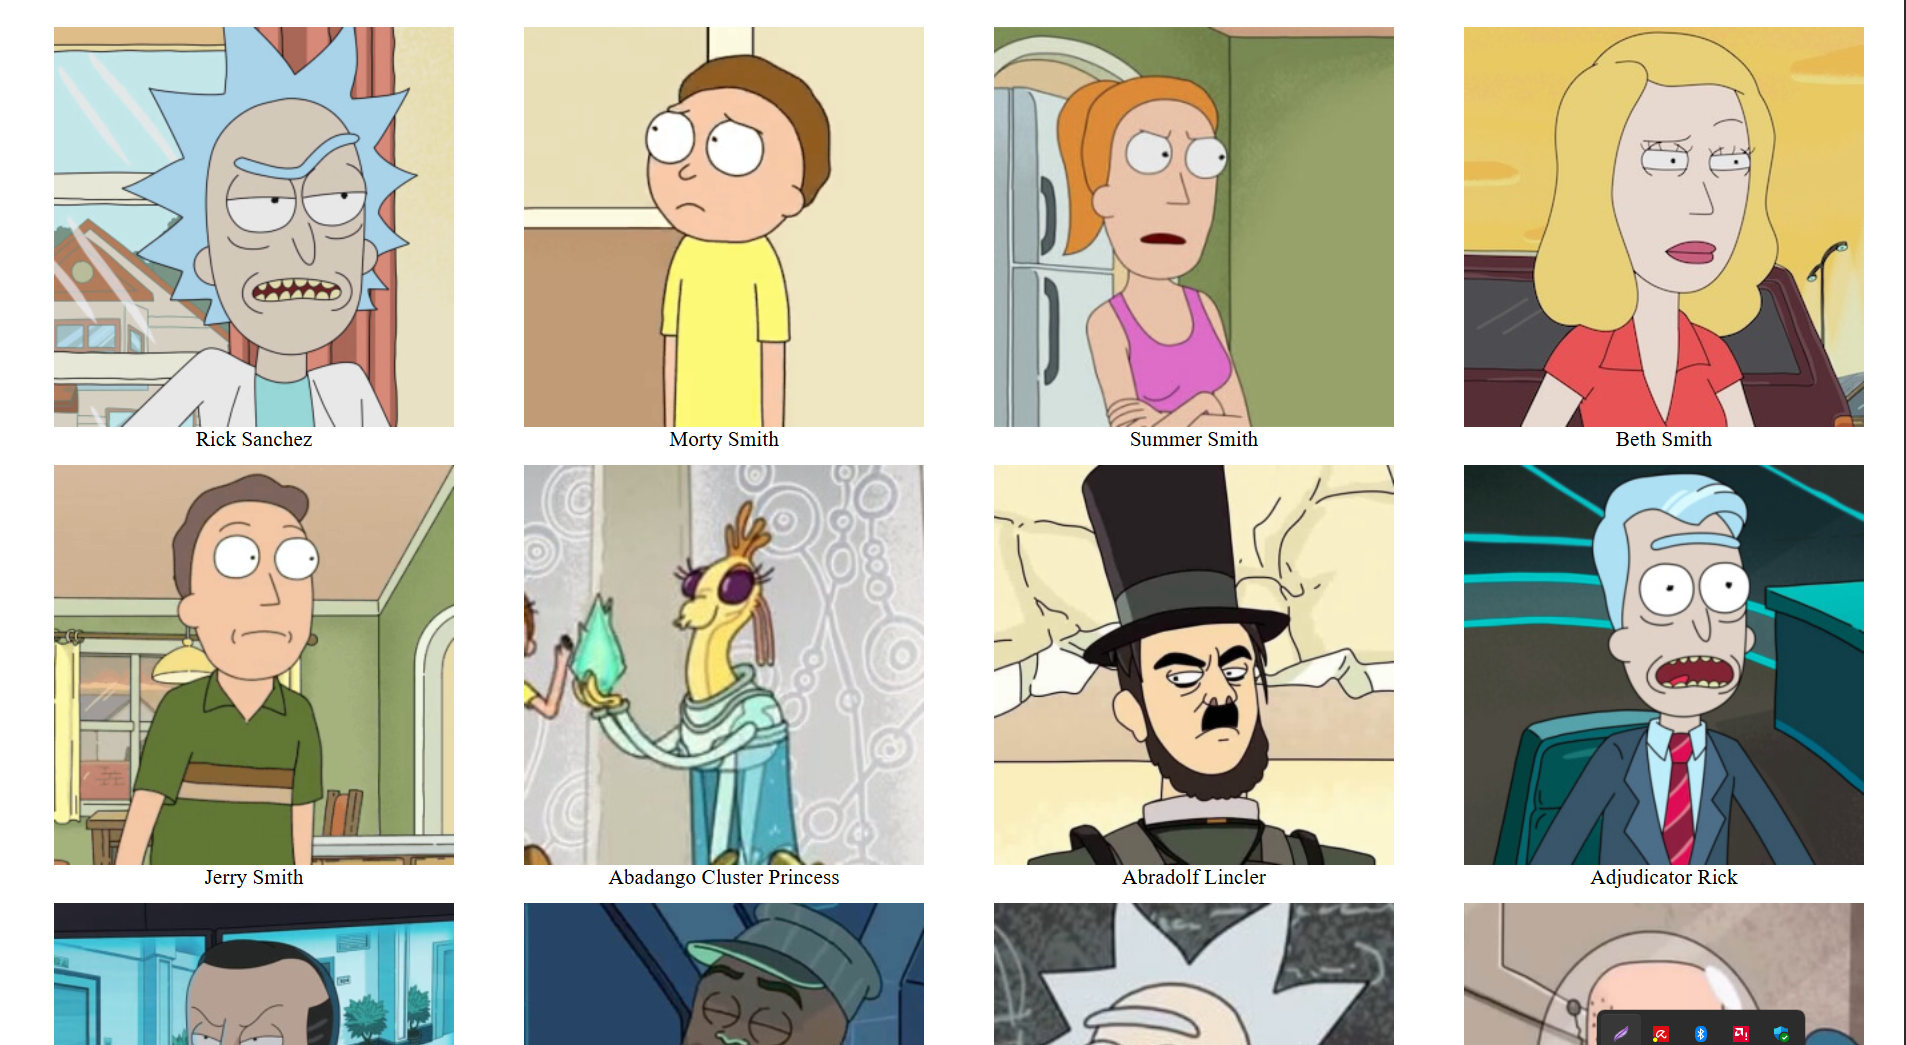 Rick Sanchez
Morty Smith
Summer Smith
Beth Smith
Jerry Smith
Abadango Cluster Princess
Abradolf Lincler
Adjudicator Rick